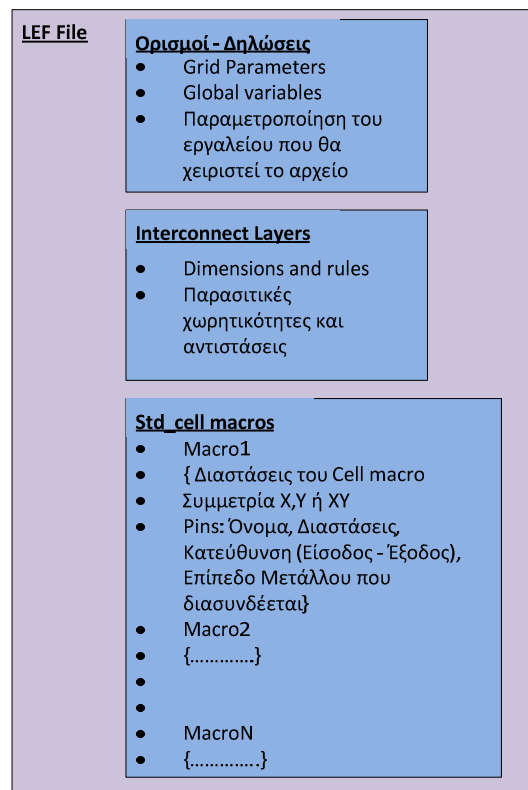 LEF File
Ορισμοί - Δηλώσεις
● Grid Parameters
● Global variables
● Παραμετροποίηση του
εργαλείου που θα
χειριστεί το αρχείο
Interconnect Layers
● Dimensions and rules
● Παρασιτικές
χωρητικότητες και
αντιστάσεις
Std_cell macros
● Macro1
● { Διαστάσεις του Cell macro
● Συμμετρία X,Y ή XY
● Pins: Όνομα, Διαστάσεις,
Κατεύθυνση (Είσοδος - Έξοδος),
Επίπεδο Μετάλλου που
διασυνδέεται}
● Macro2
● {………….}
●
●
● MacroN
● {…………..}